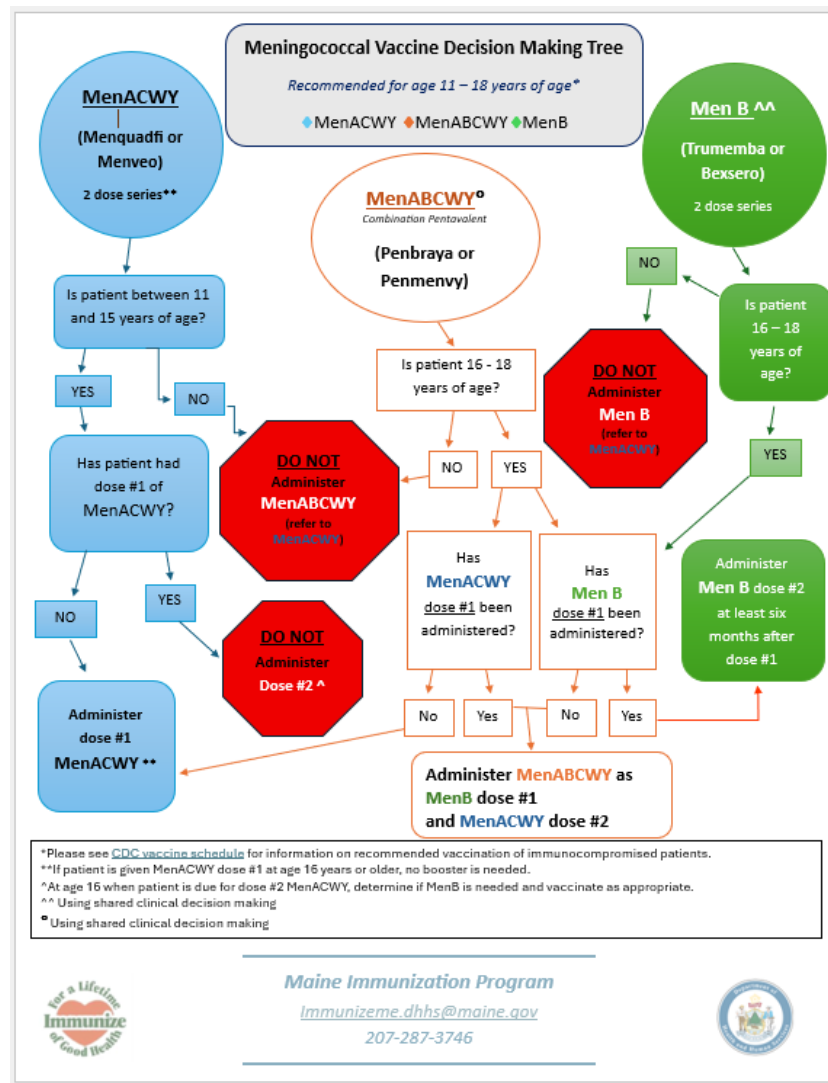 Meningococcal Vaccine Decision Making Tree
Recommended for age 11 – 18 years of age*
♦MenACWY ♦MenABCWY ♦MenB
MenACWY
(Menquadfi or
Menveo)
2 dose series**
Is patient between 11
and 15 years of age?
YES
NO
Has patient had
dose #1 of
MenACWY?
NO
YES
Administer
dose #1
MenACWY **
DO NOT
Administer
MenABCWY
(refer to
MenACWY)
DO NOT
Administer
Dose #2 ^
MenABCWY°
Combination Pentavalent
(Penbraya or
Penmenvy)
Is patient 16 - 18
years of age?
NO
YES
Has
MenACWY
dose #1 been
administered?
Has
Men B
dose #1 been
administered?
No
Yes
No
Yes
Administer MenABCWY as
MenB dose #1
and MenACWY dose #2
Men B ^^
(Trumemba or
Bexsero)
2 dose series
NO
Is patient
16 – 18
years of
age?
DO NOT
Administer
Men B
(refer to
MenACWY)
YES
Administer
Men B dose #2
at least six
months after
dose #1
*Please see CDC vaccine schedule for information on recommended vaccination of immunocompromised patients.
**If patient is given MenACWY dose #1 at age 16 years or older, no booster is needed.
^At age 16 when patient is due for dose #2 MenACWY, determine if MenB is needed and vaccinate as appropriate.
^^ Using shared clinical decision making
° Using shared clinical decision making
For a Lifetime
Immunize
of Good Health
Maine Immunization Program
Immunizeme.dhhs@maine.gov
207-287-3746